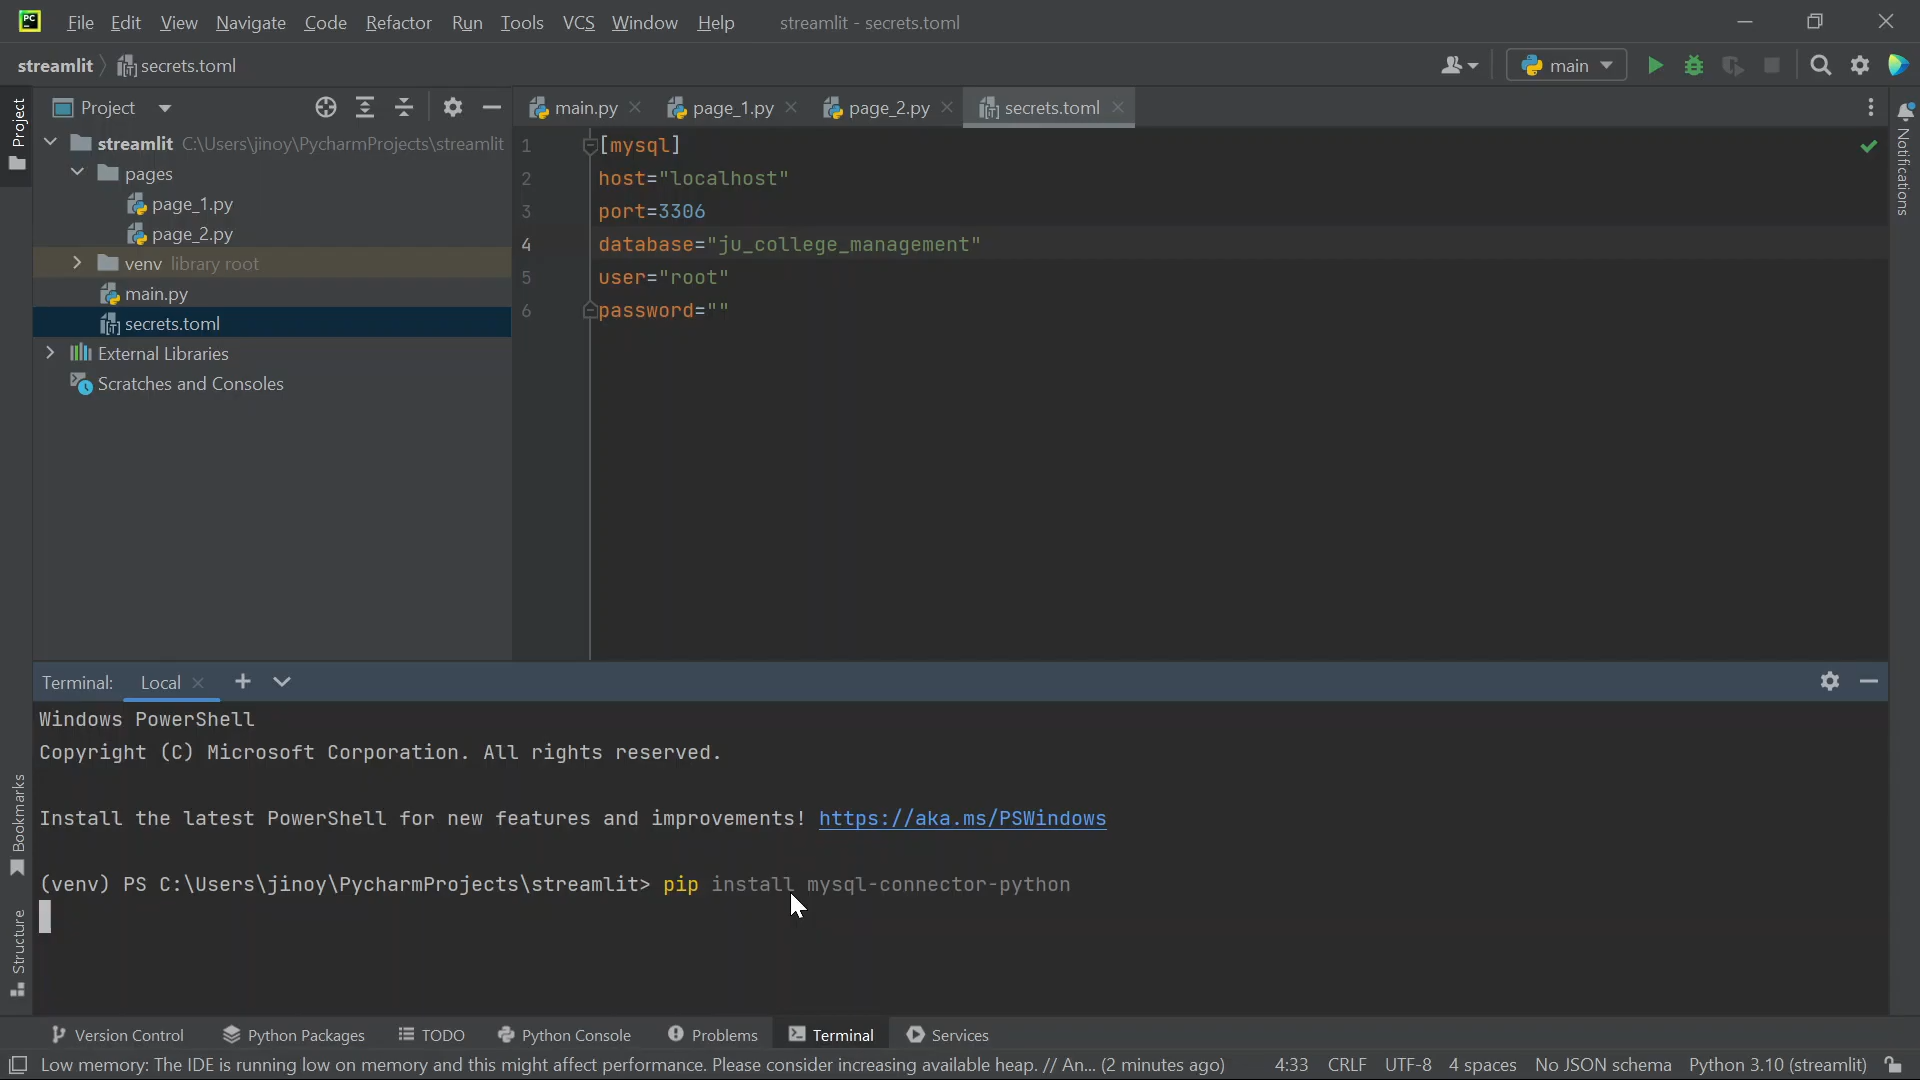 PC File Edit View Navigate Code Refactor Run Tools VCS Window Help streamlit - secrets.toml
streamlit secrets.toml main
Project
Project
main.py page_1.py page_2.py secrets.toml
streamlit C:\Users\jinoy\PycharmProjects\streamlit
pages
page_1.py
page_2.py
venv library root
main.py
secrets.toml
External Libraries
Scratches and Consoles
1 [mysql]
2 host="localhost"
3 port=3306
4 database="ju_college_management"
5 user="root"
6 password=""
Notifications
Terminal: Local
Windows PowerShell
Copyright (C) Microsoft Corporation. All rights reserved.
Install the latest PowerShell for new features and improvements! https://aka.ms/PSWindows
(venv) PS C:\Users\jinoy\PycharmProjects\streamlit> pip install mysql-connector-python
Bookmarks
Structure
Version Control Python Packages TODO Python Console Problems Terminal Services
Low memory: The IDE is running low on memory and this might affect performance. Please consider increasing available heap. // An... (2 minutes ago) 4:33 CRLF UTF-8 4 spaces No JSON schema Python 3.10 (streamlit)